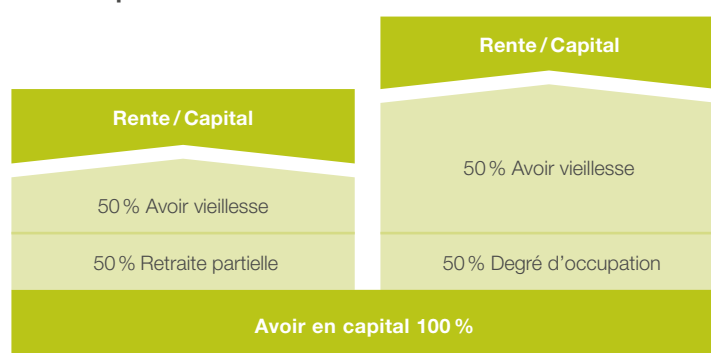 Rente / Capital
50 % Avoir vieillesse
50 % Retraite partielle
Rente / Capital
50 % Avoir vieillesse
50 % Degré d’occupation
Avoir en capital 100 %